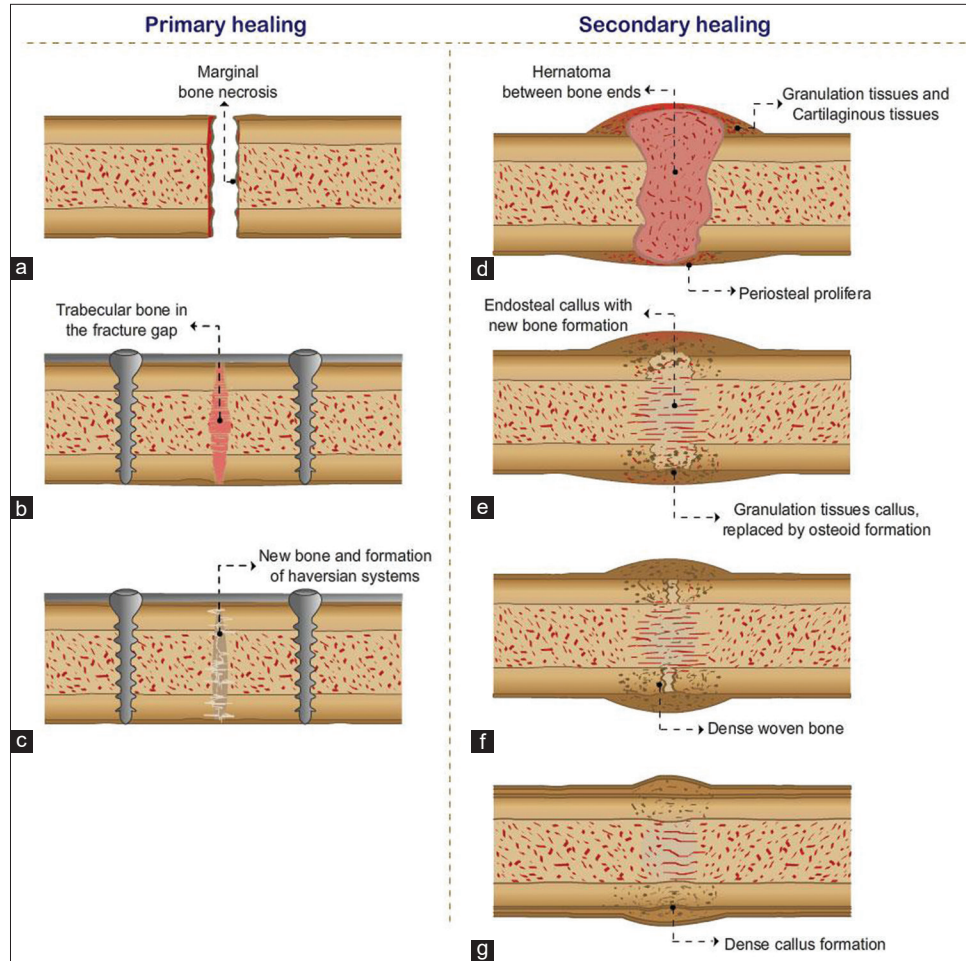 Primary healing
Marginal
bone necrosis
a
Trabecular bone in
the fracture gap
b
New bone and formation
of haversian systems
c
Secondary healing
Hernatoma
between bone ends
Granulation tissues and
Cartilaginous tissues
d
Periosteal prolifera
Endosteal callus with
new bone formation
e
Granulation tissues callus,
replaced by osteoid formation
f
Dense woven bone
g
Dense callus formation